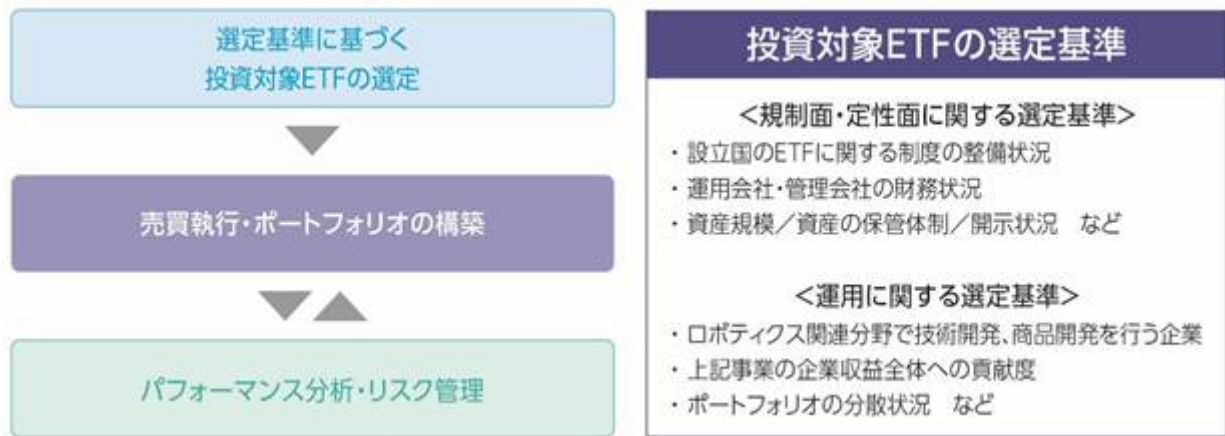 選定基準に基づく
投資対象ETFの選定
売買執行・ポートフォリオの構築
パフォーマンス分析・リスク管理
投資対象ETFの選定基準
＜規制面・定性面に関する選定基準＞
・設立国のETFに関する制度の整備状況
・運用会社・管理会社の財務状況
・資産規模／資産の保管体制／開示状況　など
＜運用に関する選定基準＞
・ロボティクス関連分野で技術開発、商品開発を行う企業
・上記事業の企業収益全体への貢献度
・ポートフォリオの分散状況　など